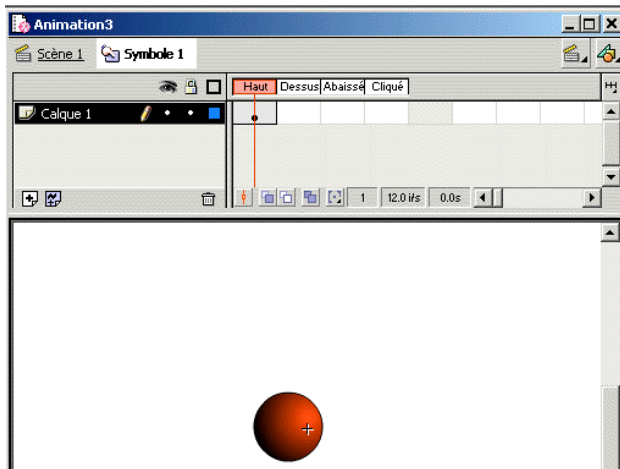 Animation3
Scène 1 Symbole 1
Haut Dessus Abaissé Cliqué
Calque 1
1 12.0 i/s 0.0s